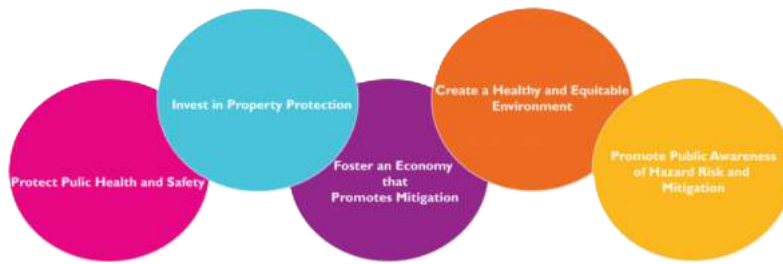 Protect Pulic Health and Safety
Invest in Property Protection
Foster an Economy
that
Promotes Mitigation
Create a Healthy and Equitable
Environment
Promote Public Awareness
of Hazard Risk and
Mitigation